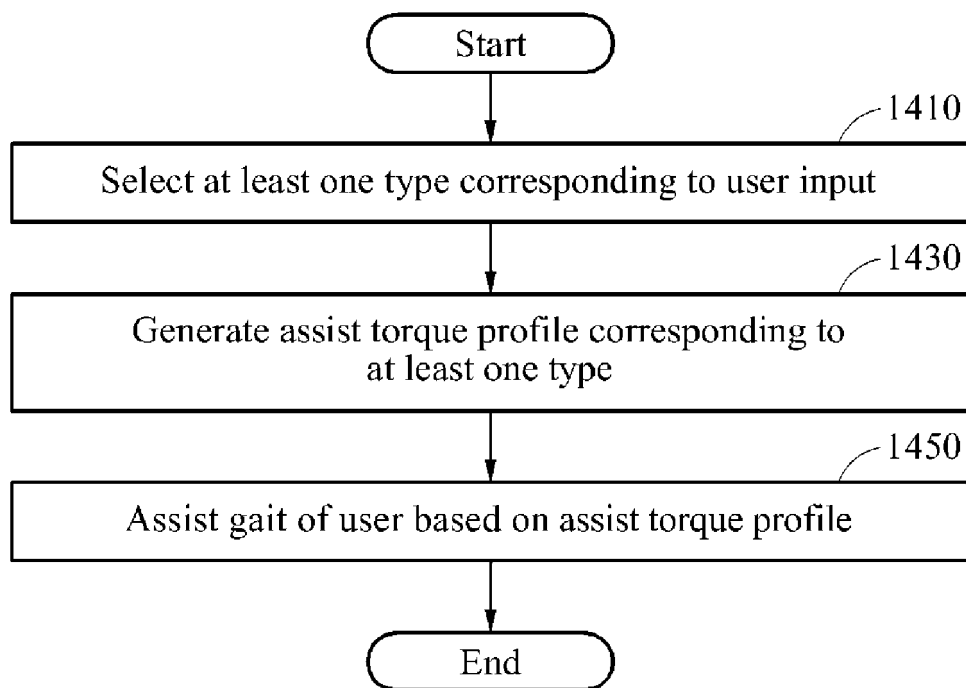 Start
1410
Select at least one type corresponding to user input
1430
Generate assist torque profile corresponding to
at least one type
1450
Assist gait of user based on assist torque profile
End